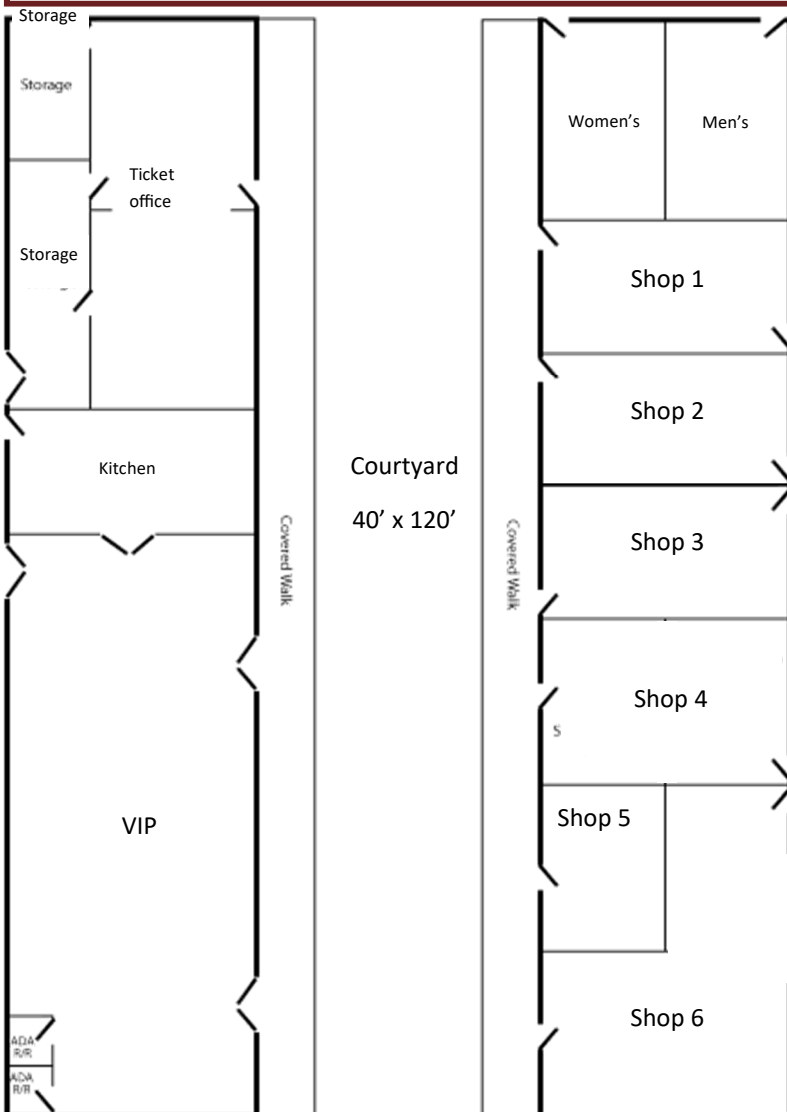 Storage
Storage
Ticket
office
Storage
Kitchen
VIP
ADA
R/R
ADA
R/R
Covered Walk
Courtyard
40’ x 120’
Covered Walk
Women’s
Men’s
Shop 1
Shop 2
Shop 3
Shop 4
S
Shop 5
Shop 6